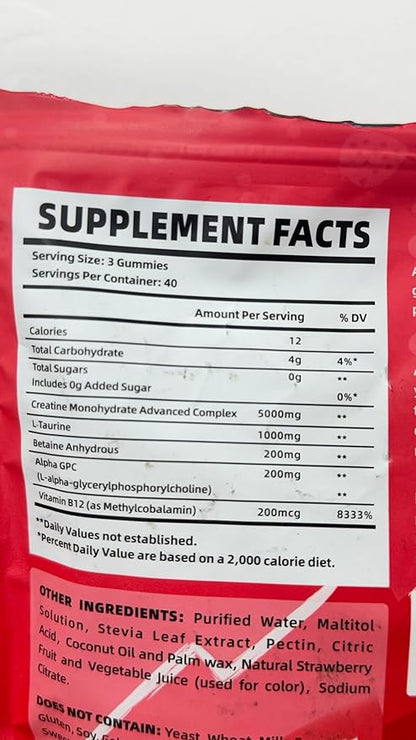 SUPPLEMENT FACTS
Serving Size: 3 Gummies
Servings Per Container: 40
Amount Per Serving % DV
Calories 12
Total Carbohydrate 4g 4%*
Total Sugars 0g **
Includes 0g Added Sugar 0%*
Creatine Monohydrate Advanced Complex 5000mg **
L-Taurine 1000mg **
Betaine Anhydrous 200mg **
Alpha GPC 200mg
(L-alpha-glycerylphosphorylcholine) **
Vitamin B12 (as Methylcobalamin) 200mcg 8333%
**Daily Values not established.
*Percent Daily Value are based on a 2,000 calorie diet.
OTHER INGREDIENTS: Purified Water, Maltitol
Solution, Stevia Leaf Extract, Pectin, Citric
Acid, Coconut Oil and Palm wax, Natural Strawberry
Fruit and Vegetable Juice (used for color), Sodium
Citrate.
DOES NOT CONTAIN: Yeast, Wheat, Milk
Gluten, Soy,